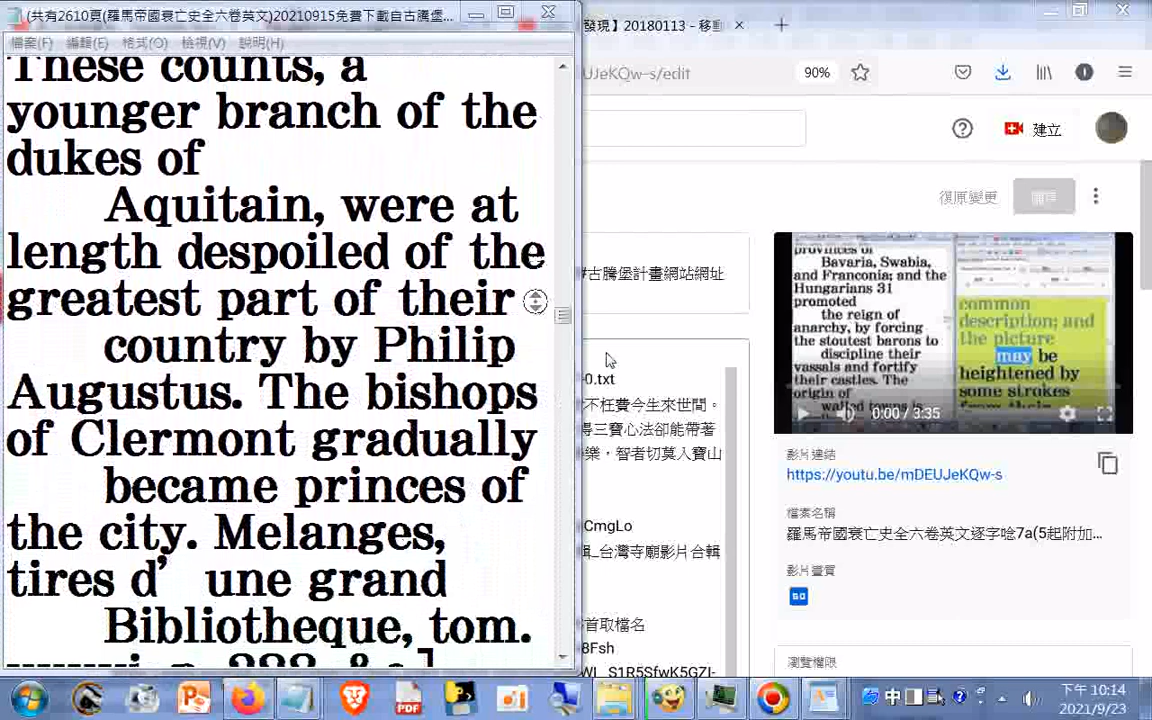 (共有2610頁(羅馬帝國衰亡史全六卷英文)20210915免費下載自古騰堡...
檔案(F) 編輯(E) 格式(O) 檢視(V) 說明(H)
These counts, a
younger branch of the
dukes of
Aquitain, were at
length despoiled of the
greatest part of their
country by Philip
Augustus. The bishops
of Clermont gradually
became princes of
the city. Melanges,
tires d’ une grand
Bibliotheque, tom.
發現】20180113 - 移動
UJeKQw-s/edit
90%
建立
復原變更
#古騰堡計畫網站網址
-0.txt
不枉費今生來世間。
得三寶心法卻能帶著
樂，智者切莫入寶山
CmgLo
輯_台灣寺廟影片合輯
首取檔名
8Fsh
WI_S1R5SfwK5GZI-
provinces of
Bavaria, Swabia,
and Franconia; and the
Hungarians 31
promoted
the reign of
anarchy, by forcing
the stoutest barons to
discipline their
vassals and fortify
their castles. The
origin of
walled towns is
common
description; and
the picture
may be
heightened by
some strokes
0:00 / 3:35
影片連結
https://youtu.be/mDEUJeKQw-s
檔案名稱
羅馬帝國衰亡史全六卷英文逐字唸7a(5起附加...
影片畫質
SD
瀏覽權限
中
下午 10:14
2021/9/23